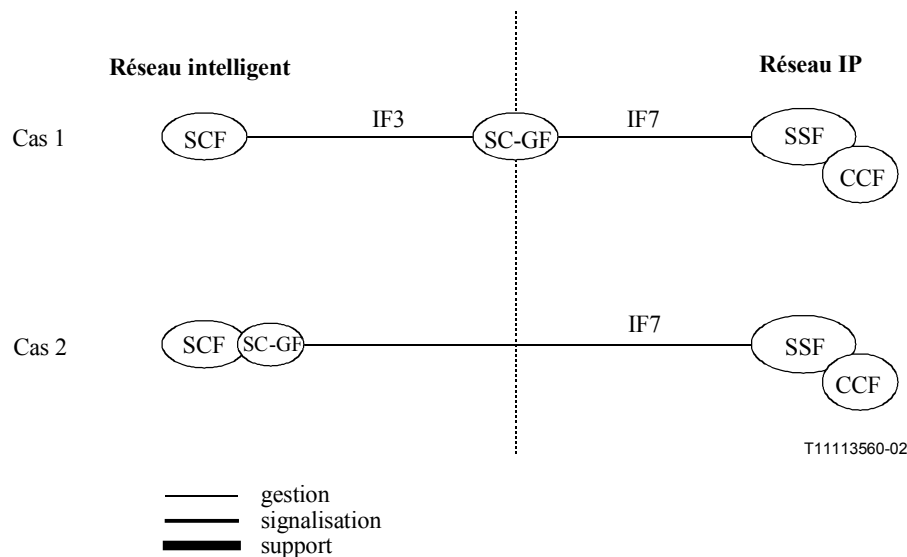 Réseau intelligent
Réseau IP
Cas 1
SCF
IF3
SC-GF
IF7
SSF
CCF
Cas 2
SCF
SC-GF
IF7
SSF
CCF
T11113560-02
gestion
signalisation
support